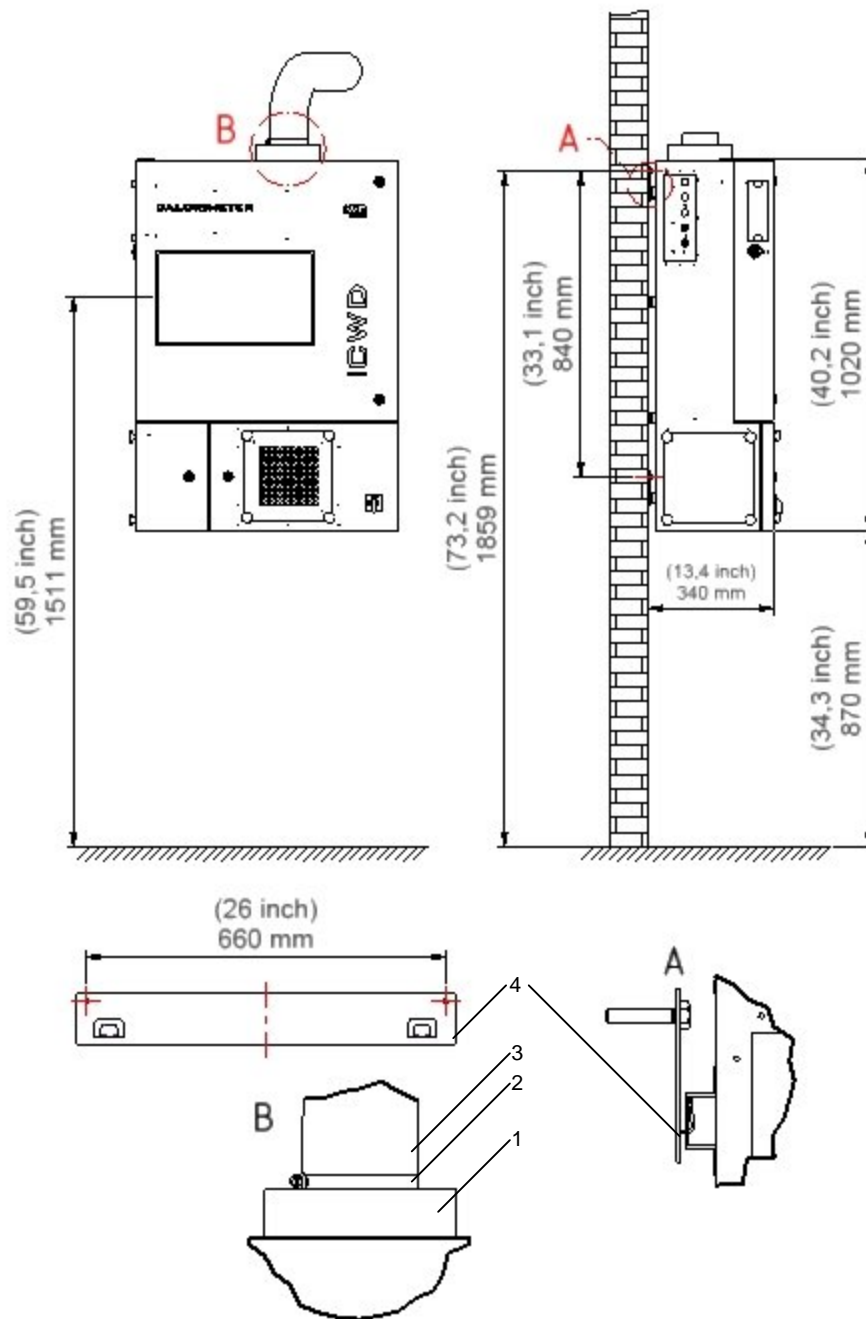 B
CALORIMETER
CWD
(59,5 inch)
1511 mm
A
(33,1 inch)
840 mm
(73,2 inch)
1859 mm
(40,2 inch)
1020 mm
(13,4 inch)
340 mm
(34,3 inch)
870 mm
(26 inch)
660 mm
4
A
B
3
2
1